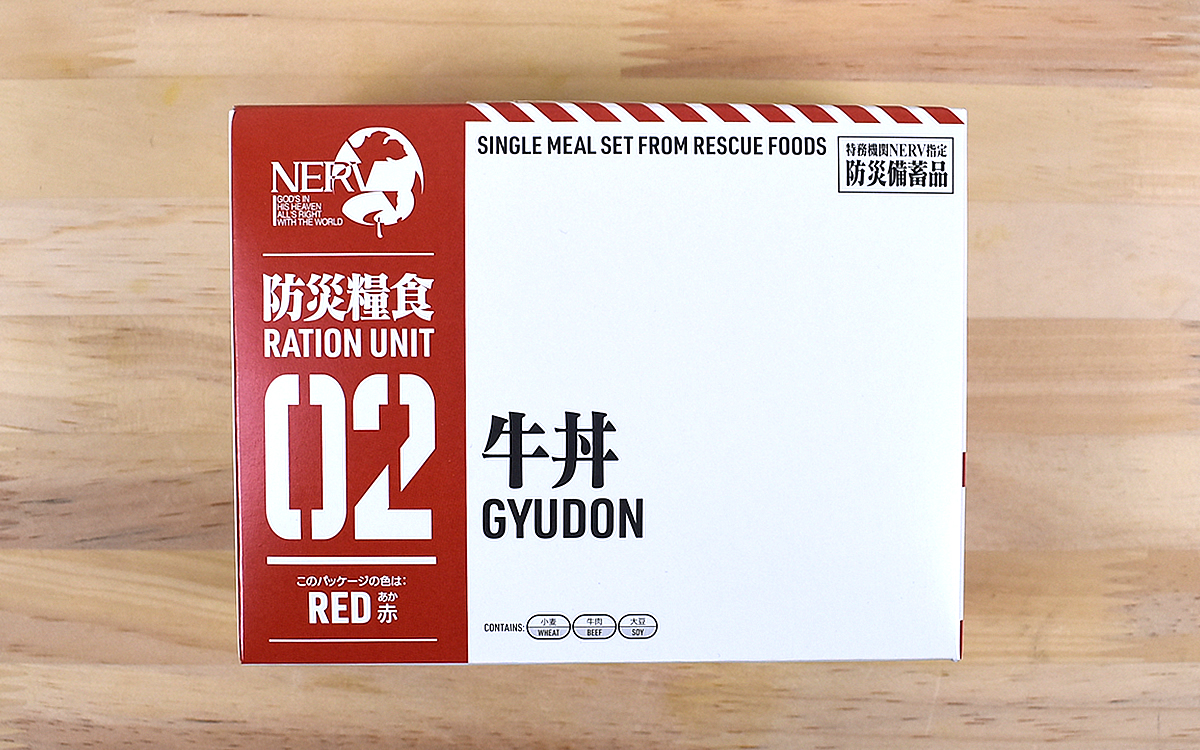 NERV
GOD'S IN
HIS HEAVEN
ALL'S RIGHT
WITH THE WORLD
防災糧食
RATION UNIT
02
このパッケージの色は:
RED 赤
あか
SINGLE MEAL SET FROM RESCUE FOODS
特務機関NERV指定
防災備蓄品
牛丼
GYUDON
CONTAINS:
小麦
WHEAT
牛肉
BEEF
大豆
SOY